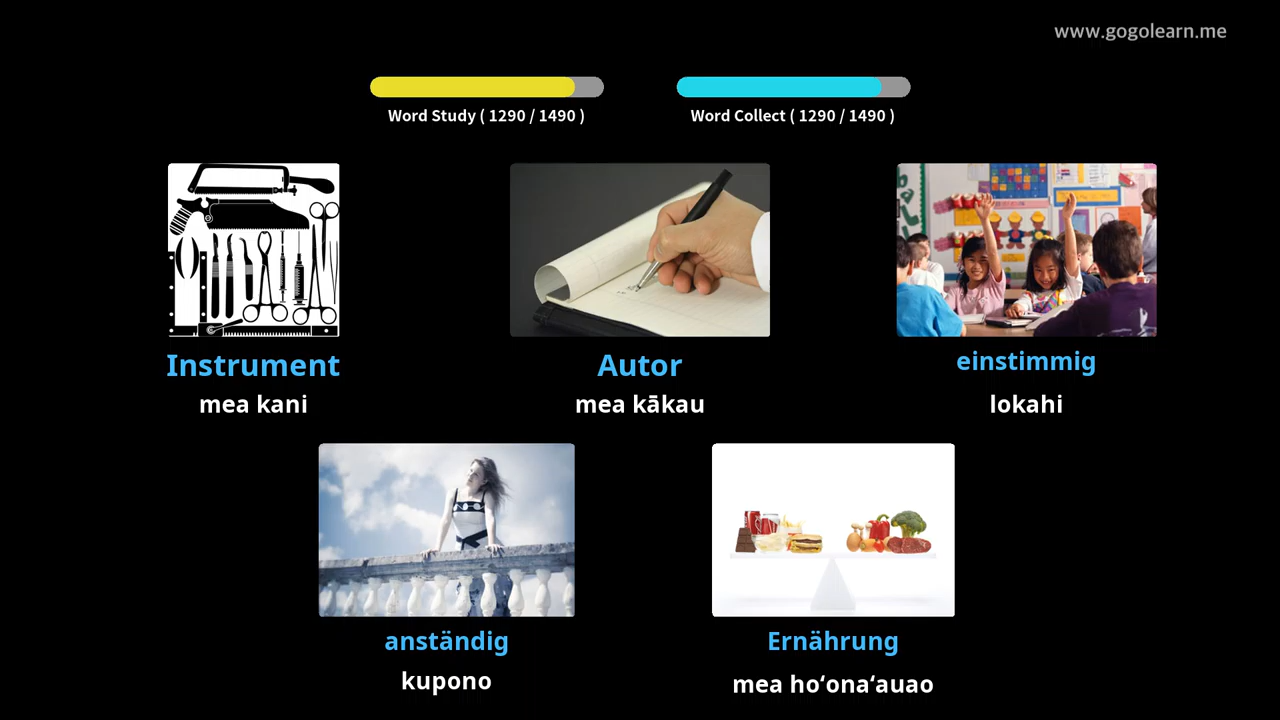 www.gogolearn.me
Word Study ( 1290 / 1490 )
Word Collect ( 1290 / 1490 )
Instrument
mea kani
Autor
mea kākau
einstimmig
lokahi
anständig
kupono
Ernährung
mea hoʻonaʻauao